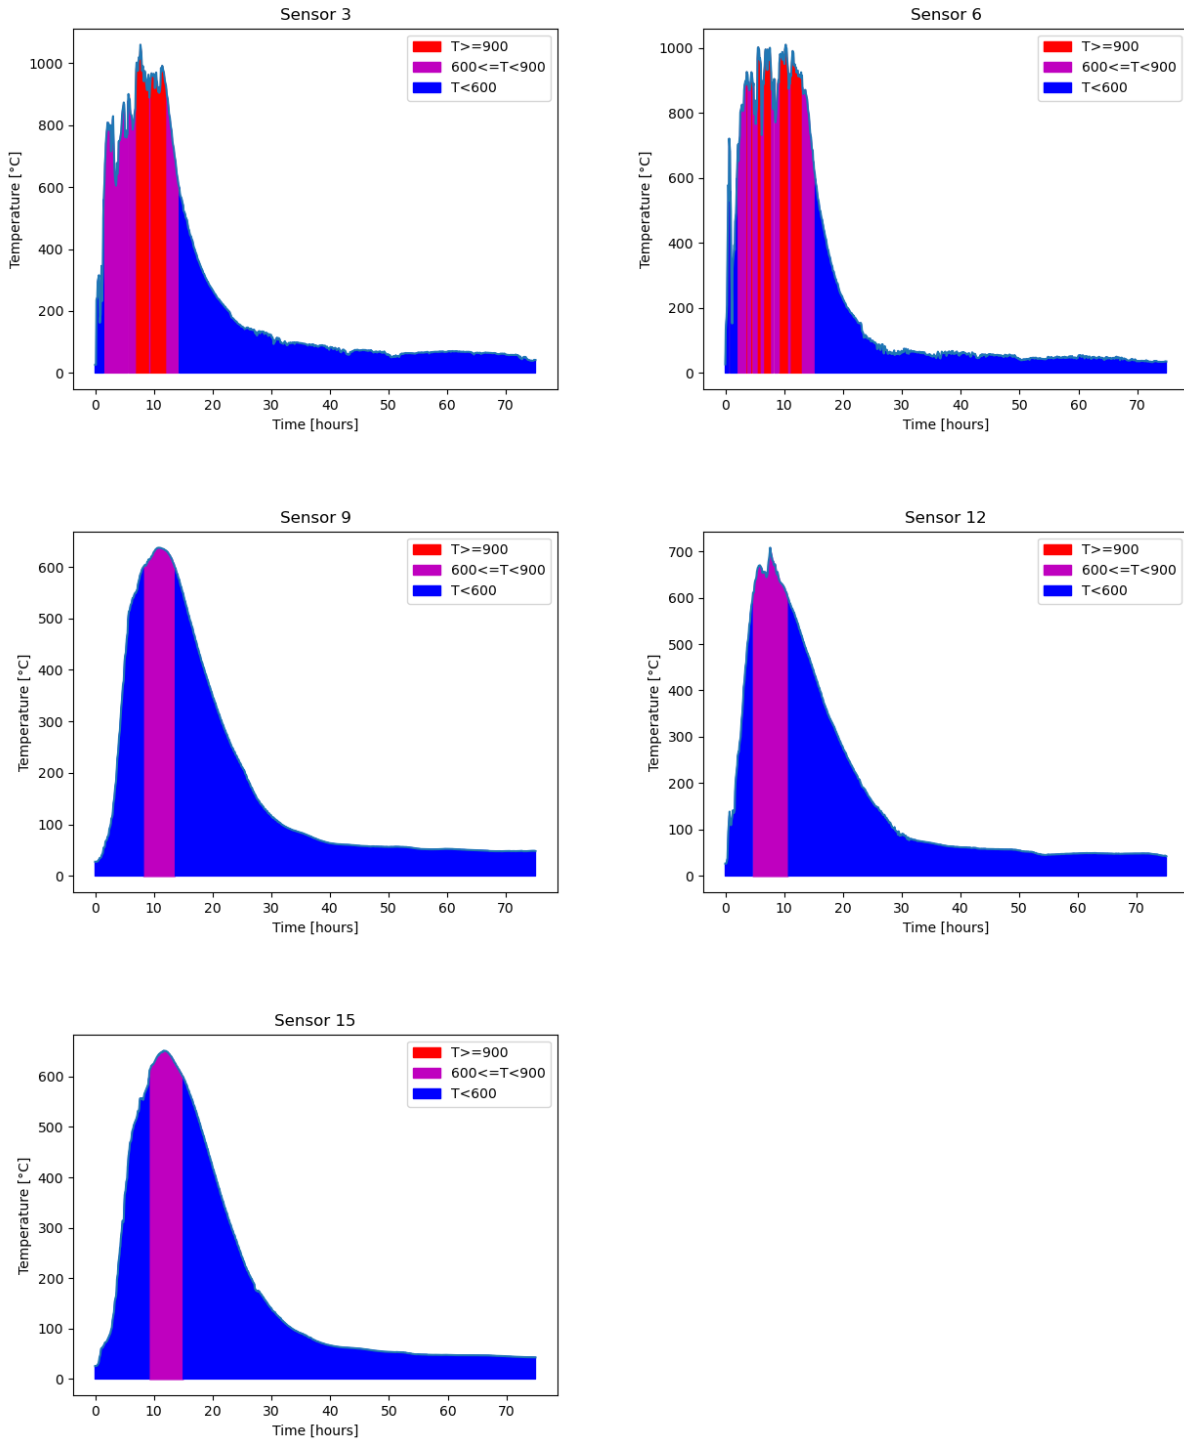 Sensor 3
Temperature [°C]
1000
800
600
400
200
0
T>=900
600<=T<900
T<600
0 10 20 30 40 50 60 70
Time [hours]
Sensor 6
Temperature [°C]
1000
800
600
400
200
0
T>=900
600<=T<900
T<600
0 10 20 30 40 50 60 70
Time [hours]
Sensor 9
Temperature [°C]
600
500
400
300
200
100
0
T>=900
600<=T<900
T<600
0 10 20 30 40 50 60 70
Time [hours]
Sensor 12
Temperature [°C]
700
600
500
400
300
200
100
0
T>=900
600<=T<900
T<600
0 10 20 30 40 50 60 70
Time [hours]
Sensor 15
Temperature [°C]
600
500
400
300
200
100
0
T>=900
600<=T<900
T<600
0 10 20 30 40 50 60 70
Time [hours]